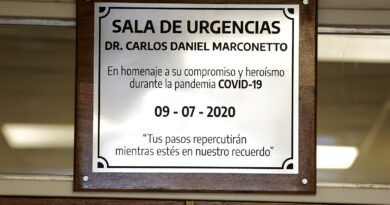 SALA DE URGENCIAS
DR. CARLOS DANIEL MARCONETTO
En homenaje a su compromiso y heroísmo
durante la pandemia COVID-19
09 - 07 - 2020
"Tus pasos repercutirán
mientras estés en nuestro recuerdo"